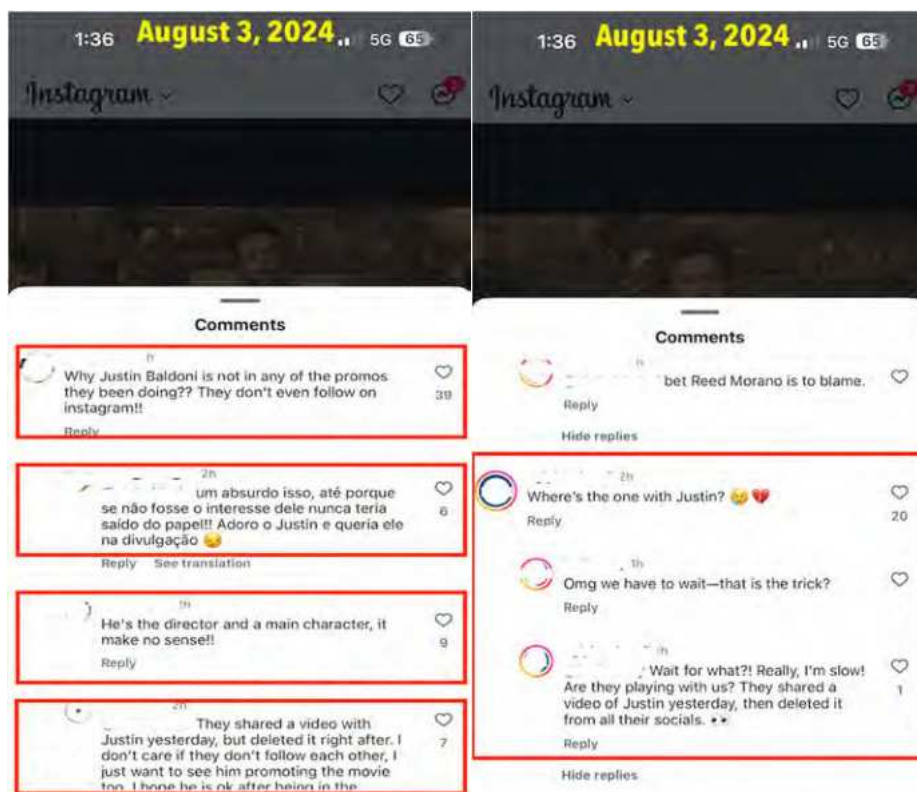 1:36 August 3, 2024 5G 65
Instagram
Comments
h
Why Justin Baldoni is not in any of the promos
they been doing?? They don't even follow on
instagram!!
39
Reply
2h
um absurdo isso, até porque
se não fosse o interesse dele nunca teria
saído do papel!! Adoro o Justin e queria ele
na divulgação 😔
6
Reply See translation
1h
He's the director and a main character, it
make no sense!!
9
Reply
2h
They shared a video with
Justin yesterday, but deleted it right after. I
don't care if they don't follow each other, I
just want to see him promoting the movie
too. I hope he is ok after being in the
7
1:36 August 3, 2024 5G 65
Instagram
Comments
bet Reed Morano is to blame.
Reply
Hide replies
2h
Where's the one with Justin? 😢 💔
20
Reply
1h
Omg we have to wait—that is the trick?
Reply
Wait for what?! Really, I'm slow!
Are they playing with us? They shared a
video of Justin yesterday, then deleted it
from all their socials. 👀
1
Reply
Hide replies